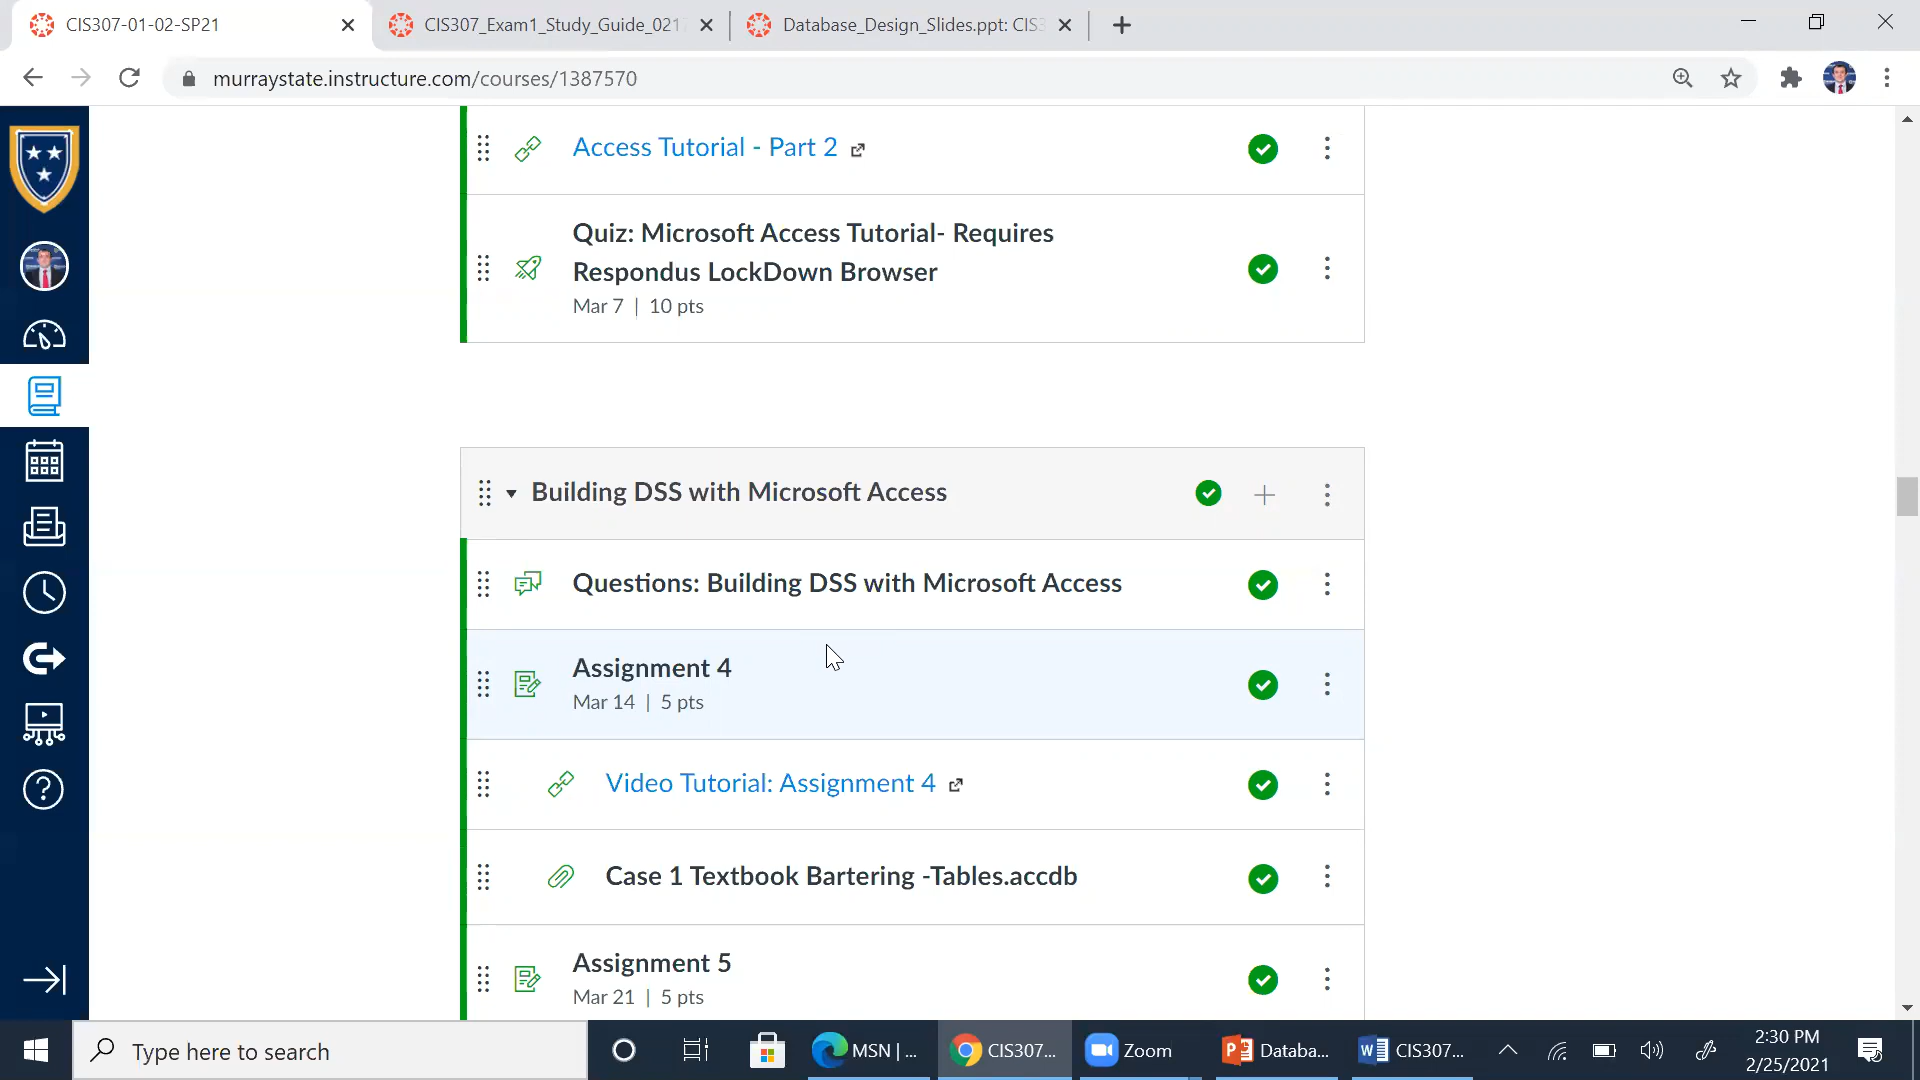 CIS307-01-02-SP21
CIS307_Exam1_Study_Guide_021
Database_Design_Slides.ppt: CIS3
murraystate.instructure.com/courses/1387570
Access Tutorial - Part 2
Quiz: Microsoft Access Tutorial- Requires
Respondus LockDown Browser
Mar 7 | 10 pts
Building DSS with Microsoft Access
Questions: Building DSS with Microsoft Access
Assignment 4
Mar 14 | 5 pts
Video Tutorial: Assignment 4
Case 1 Textbook Bartering -Tables.accdb
Assignment 5
Mar 21 | 5 pts
Type here to search
MSN | ...
CIS307...
Zoom
Databa...
CIS307...
2:30 PM
2/25/2021